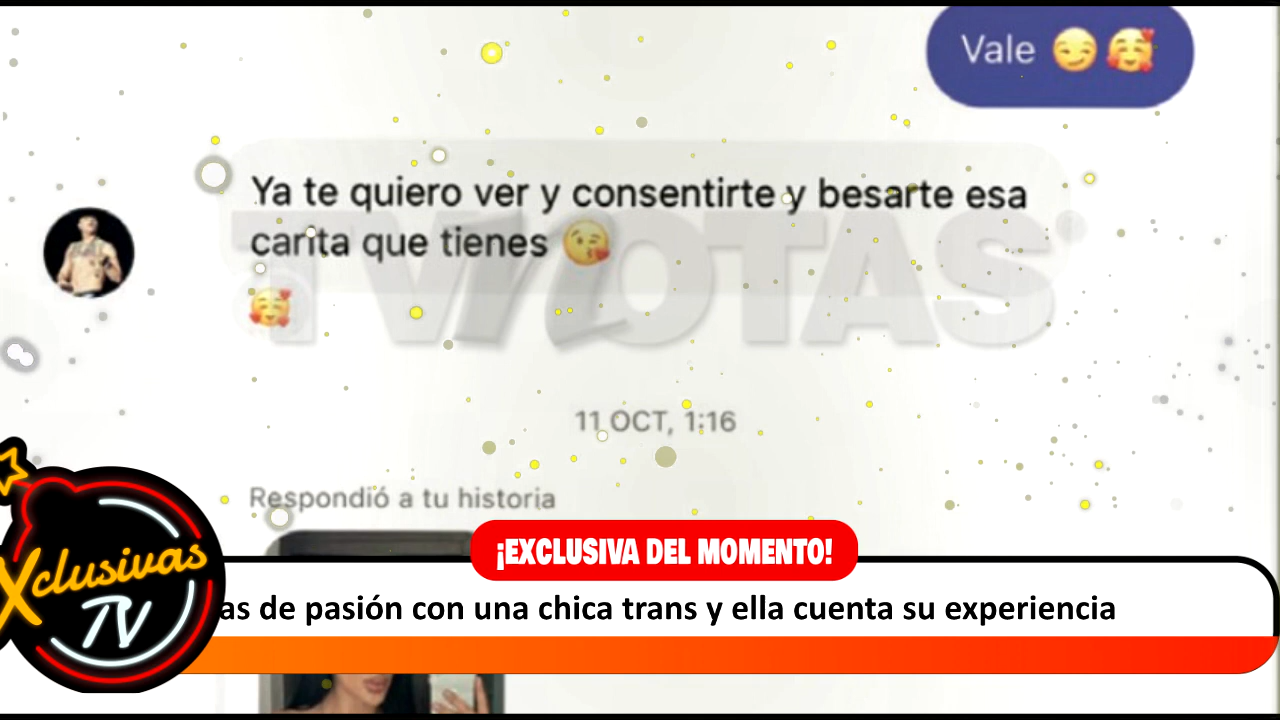 Vale 😏🥰
Ya te quiero ver y consentirte y besarte esa
carita que tienes 😘
🥰
TVNOTAS
11 OCT, 1:16
Respondió a tu historia
¡EXCLUSIVA DEL MOMENTO!
as de pasión con una chica trans y ella cuenta su experiencia
Xclusivas
TV